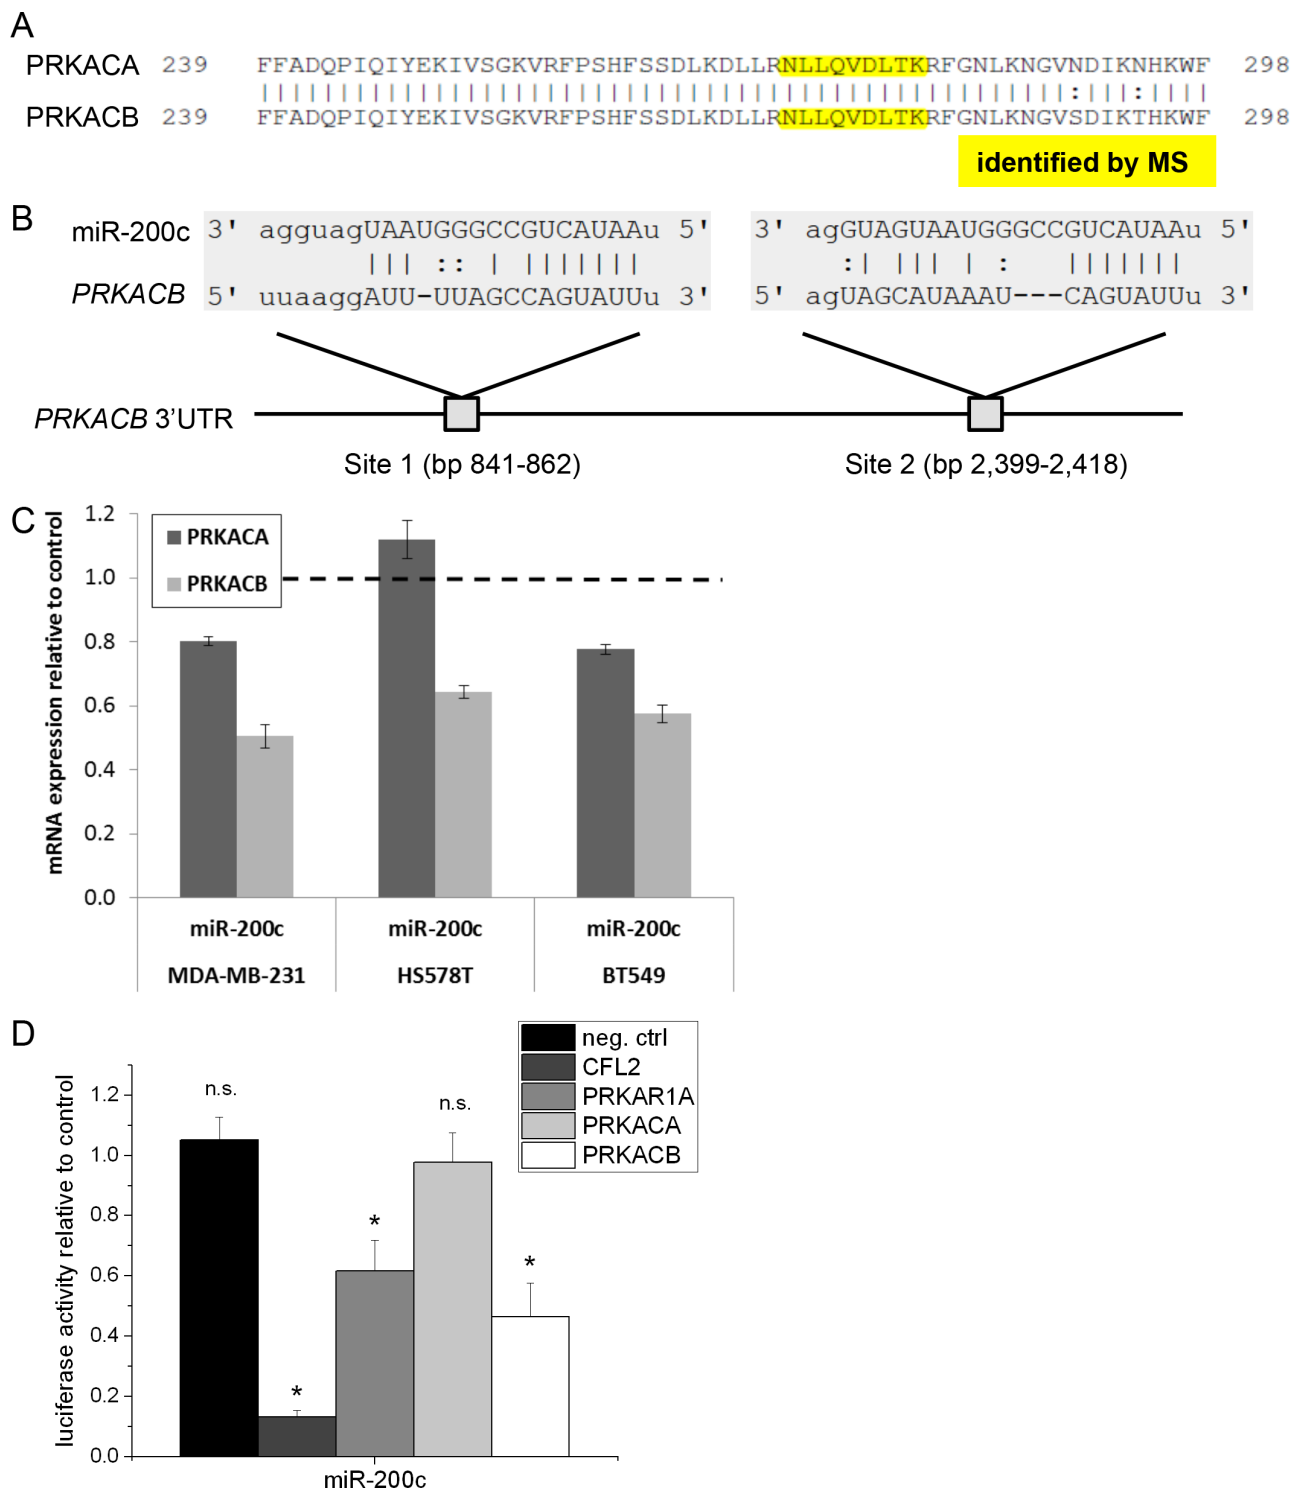 A
PRKACA 239 FFADQPIQIYEKIVSGKVRFPSHFSSDLKDLLRNLLQVDLTKRFGNLKNGVNDIKNHKWF 298
||||||||||||||||||||||||||||||||||||||||||||||||||| : ||| : ||||
PRKACB 239 FFADQPIQIYEKIVSGKVRFPSHFSSDLKDLLRNLLQVDLTKRFGNLKNGVSDIKTHKWF 298
identified by MS
B
miR-200c 3' agguagUAAUGGGCCGUCAUAAu 5'
||| :: | |||||||
PRKACB 5' uuaaggAUU-UUAGCCAGUAUUu 3'
3' agGUAGUAAUGGGCCGUCAUAAu 5'
:| ||| | : |||||||
5' agUAGCAUAAAU---CAGUAUUu 3'
PRKACB 3’UTR
Site 1 (bp 841-862)
Site 2 (bp 2,399-2,418)
C
mRNA expression relative to control
1.2
1.0
0.8
0.6
0.4
0.2
0.0
PRKACA
PRKACB
miR-200c miR-200c miR-200c
MDA-MB-231 HS578T BT549
D
luciferase activity relative to control
1.2
1.0
0.8
0.6
0.4
0.2
0.0
n.s.
*
*
n.s.
*
neg. ctrl
CFL2
PRKAR1A
PRKACA
PRKACB
miR-200c